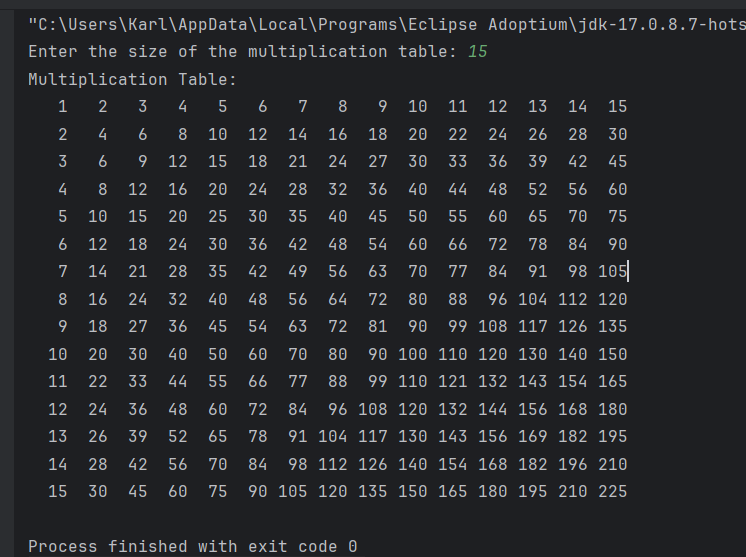 "C:\Users\Karl\AppData\Local\Programs\Eclipse Adoptium\jdk-17.0.8.7-hots
Enter the size of the multiplication table: 15
Multiplication Table:
   1   2   3   4   5   6   7   8   9  10  11  12  13  14  15
   2   4   6   8  10  12  14  16  18  20  22  24  26  28  30
   3   6   9  12  15  18  21  24  27  30  33  36  39  42  45
   4   8  12  16  20  24  28  32  36  40  44  48  52  56  60
   5  10  15  20  25  30  35  40  45  50  55  60  65  70  75
   6  12  18  24  30  36  42  48  54  60  66  72  78  84  90
   7  14  21  28  35  42  49  56  63  70  77  84  91  98 105
   8  16  24  32  40  48  56  64  72  80  88  96 104 112 120
   9  18  27  36  45  54  63  72  81  90  99 108 117 126 135
  10  20  30  40  50  60  70  80  90 100 110 120 130 140 150
  11  22  33  44  55  66  77  88  99 110 121 132 143 154 165
  12  24  36  48  60  72  84  96 108 120 132 144 156 168 180
  13  26  39  52  65  78  91 104 117 130 143 156 169 182 195
  14  28  42  56  70  84  98 112 126 140 154 168 182 196 210
  15  30  45  60  75  90 105 120 135 150 165 180 195 210 225
Process finished with exit code 0